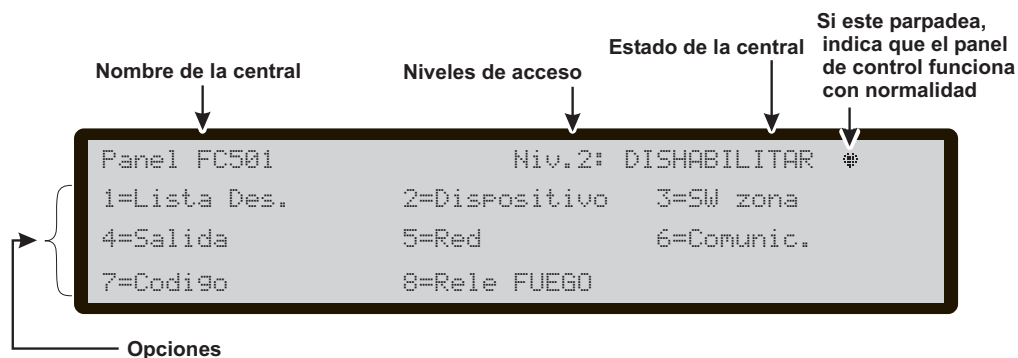 Si este parpadea,
indica que el panel
de control funciona
con normalidad
Estado de la central
Niveles de acceso
Nombre de la central
Panel FC501 Niv.2: DISHABILITAR
1=Lista Des. 2=Dispositivo 3=SW zona
4=Salida 5=Red 6=Comunic.
7=Codigo 8=Rele FUEGO
Opciones